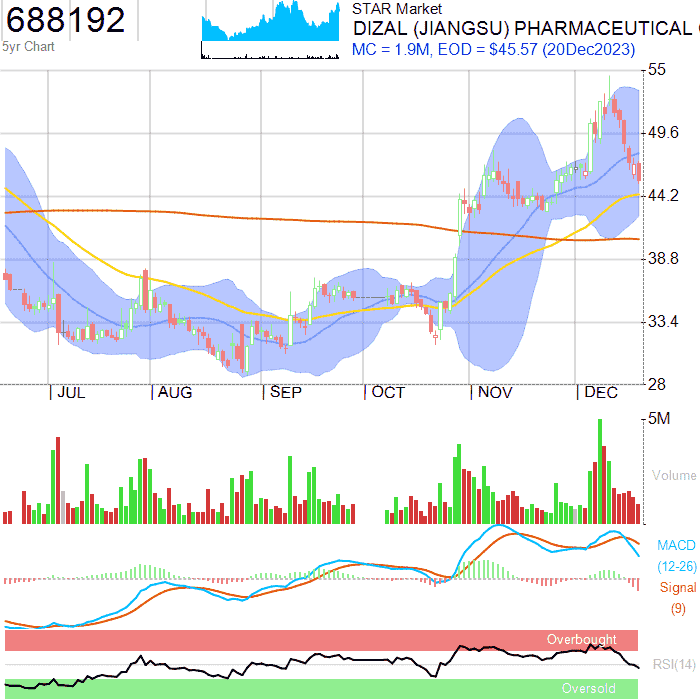 688192
5yr Chart
STAR Market
DIZAL (JIANGSU) PHARMACEUTICAL
MC = 1.9M, EOD = $45.57 (20Dec2023)
55
49.6
44.2
38.8
33.4
28
JUL AUG SEP OCT NOV DEC
5M
Volume
MACD
(12-26)
Signal
(9)
Overbought
RSI(14)
Oversold